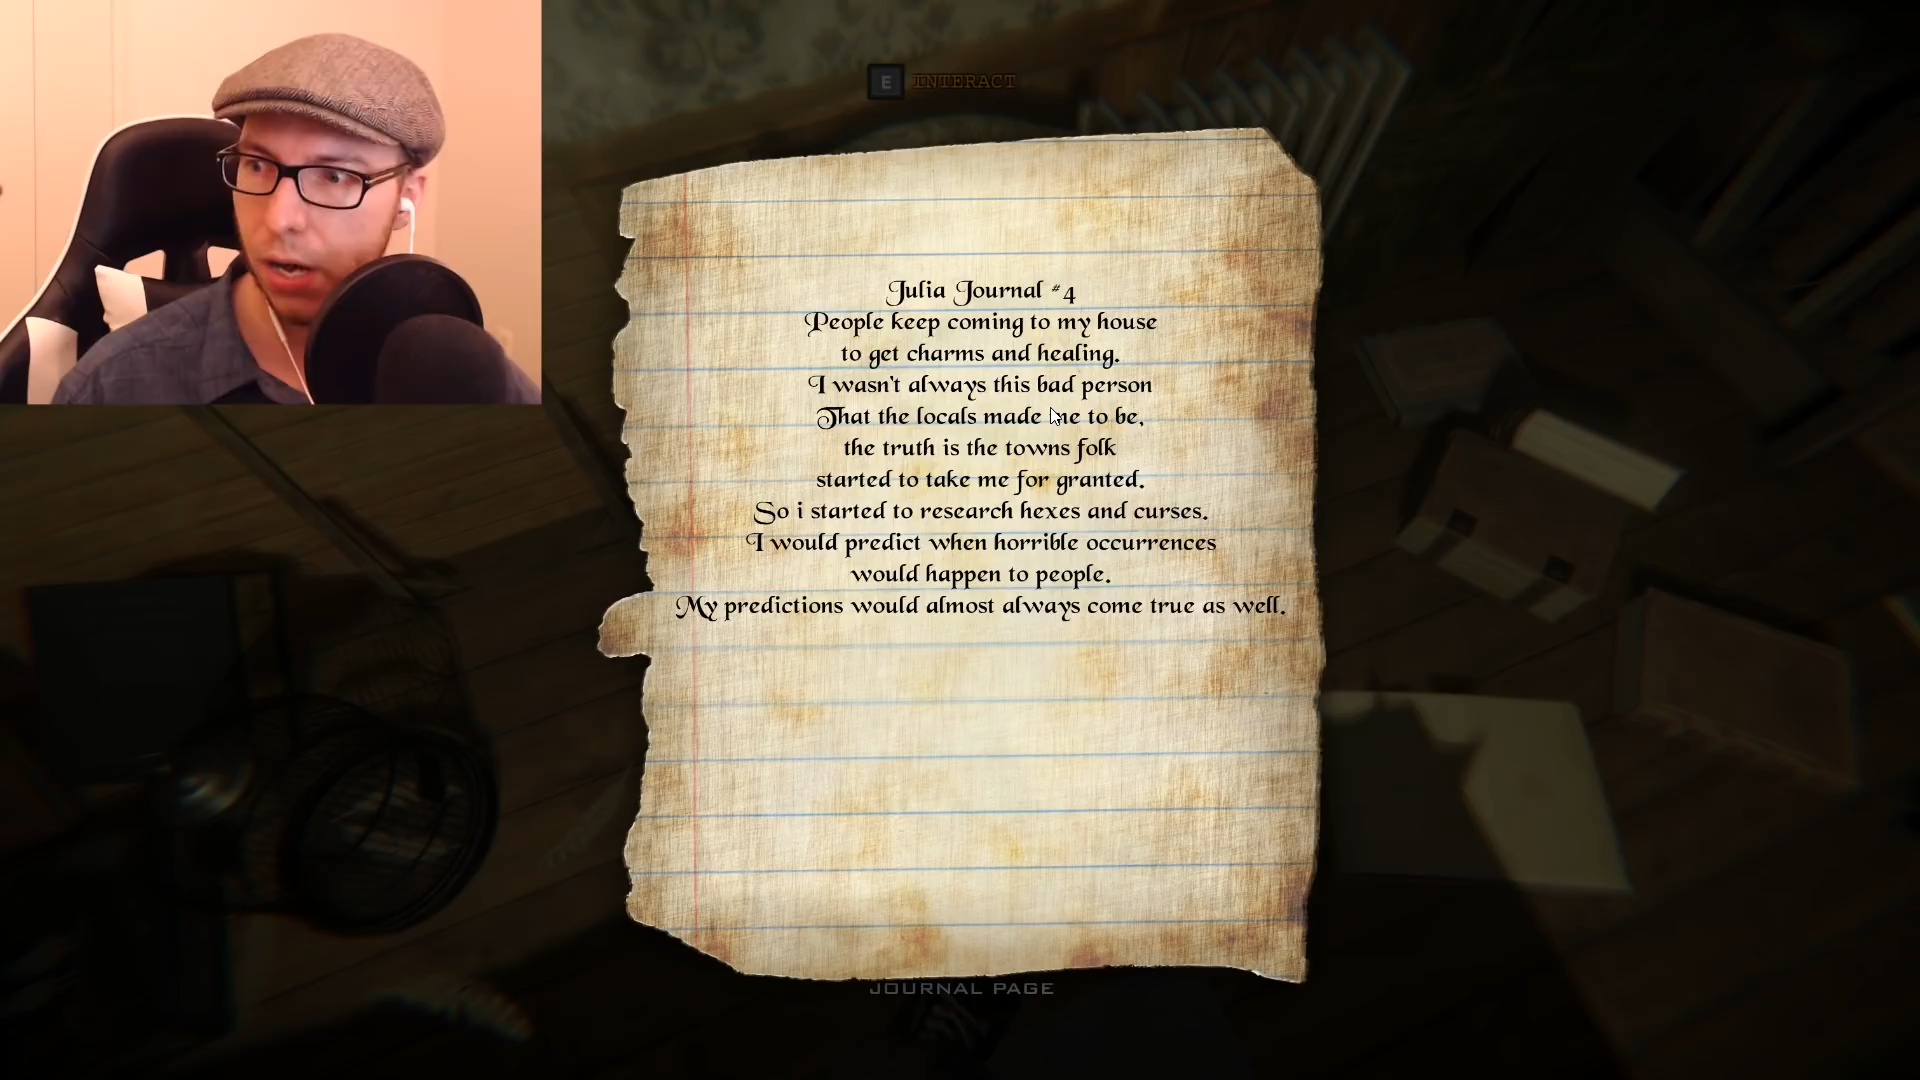 E INTERACT
Julia Journal #4
People keep coming to my house
to get charms and healing.
I wasn't always this bad person
That the locals made me to be,
the truth is the towns folk
started to take me for granted.
So i started to research hexes and curses.
I would predict when horrible occurrences
would happen to people.
My predictions would almost always come true as well.
JOURNAL PAGE